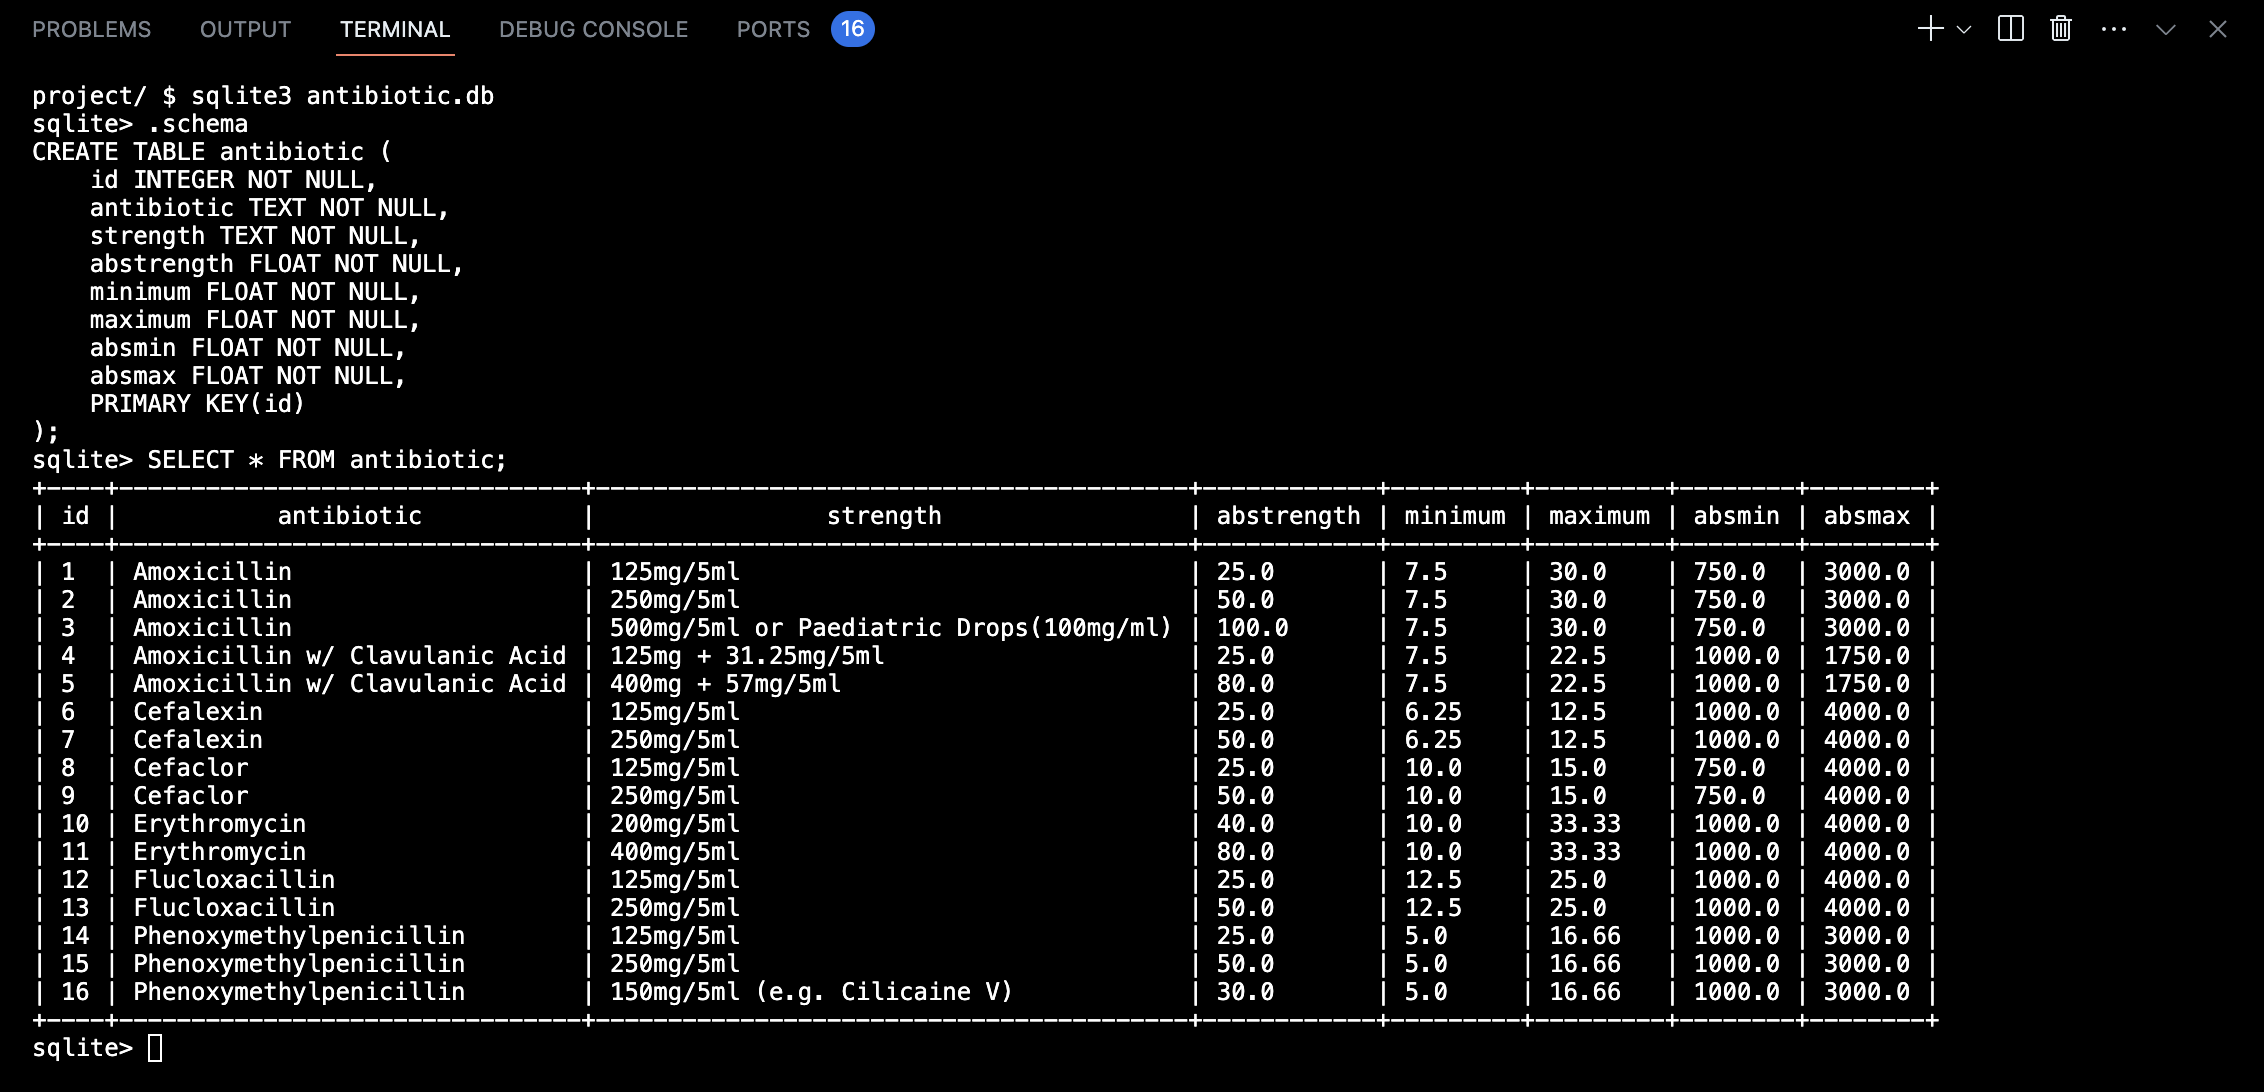 PROBLEMS OUTPUT TERMINAL DEBUG CONSOLE PORTS 16
project/ $ sqlite3 antibiotic.db
sqlite> .schema
CREATE TABLE antibiotic (
    id INTEGER NOT NULL,
    antibiotic TEXT NOT NULL,
    strength TEXT NOT NULL,
    abstrength FLOAT NOT NULL,
    minimum FLOAT NOT NULL,
    maximum FLOAT NOT NULL,
    absmin FLOAT NOT NULL,
    absmax FLOAT NOT NULL,
    PRIMARY KEY(id)
);
sqlite> SELECT * FROM antibiotic;
+----+--------------------------------+-----------------------------------------+------------+---------+---------+--------+--------+
| id |           antibiotic           |                strength                 | abstrength | minimum | maximum | absmin | absmax |
+----+--------------------------------+-----------------------------------------+------------+---------+---------+--------+--------+
| 1  | Amoxicillin                    | 125mg/5ml                               | 25.0       | 7.5     | 30.0    | 750.0  | 3000.0 |
| 2  | Amoxicillin                    | 250mg/5ml                               | 50.0       | 7.5     | 30.0    | 750.0  | 3000.0 |
| 3  | Amoxicillin                    | 500mg/5ml or Paediatric Drops(100mg/ml) | 100.0      | 7.5     | 30.0    | 750.0  | 3000.0 |
| 4  | Amoxicillin w/ Clavulanic Acid | 125mg + 31.25mg/5ml                     | 25.0       | 7.5     | 22.5    | 1000.0 | 1750.0 |
| 5  | Amoxicillin w/ Clavulanic Acid | 400mg + 57mg/5ml                        | 80.0       | 7.5     | 22.5    | 1000.0 | 1750.0 |
| 6  | Cefalexin                      | 125mg/5ml                               | 25.0       | 6.25    | 12.5    | 1000.0 | 4000.0 |
| 7  | Cefalexin                      | 250mg/5ml                               | 50.0       | 6.25    | 12.5    | 1000.0 | 4000.0 |
| 8  | Cefaclor                       | 125mg/5ml                               | 25.0       | 10.0    | 15.0    | 750.0  | 4000.0 |
| 9  | Cefaclor                       | 250mg/5ml                               | 50.0       | 10.0    | 15.0    | 750.0  | 4000.0 |
| 10 | Erythromycin                   | 200mg/5ml                               | 40.0       | 10.0    | 33.33   | 1000.0 | 4000.0 |
| 11 | Erythromycin                   | 400mg/5ml                               | 80.0       | 10.0    | 33.33   | 1000.0 | 4000.0 |
| 12 | Flucloxacillin                 | 125mg/5ml                               | 25.0       | 12.5    | 25.0    | 1000.0 | 4000.0 |
| 13 | Flucloxacillin                 | 250mg/5ml                               | 50.0       | 12.5    | 25.0    | 1000.0 | 4000.0 |
| 14 | Phenoxymethylpenicillin        | 125mg/5ml                               | 25.0       | 5.0     | 16.66   | 1000.0 | 3000.0 |
| 15 | Phenoxymethylpenicillin        | 250mg/5ml                               | 50.0       | 5.0     | 16.66   | 1000.0 | 3000.0 |
| 16 | Phenoxymethylpenicillin        | 150mg/5ml (e.g. Cilicaine V)            | 30.0       | 5.0     | 16.66   | 1000.0 | 3000.0 |
+----+--------------------------------+-----------------------------------------+------------+---------+---------+--------+--------+
sqlite>